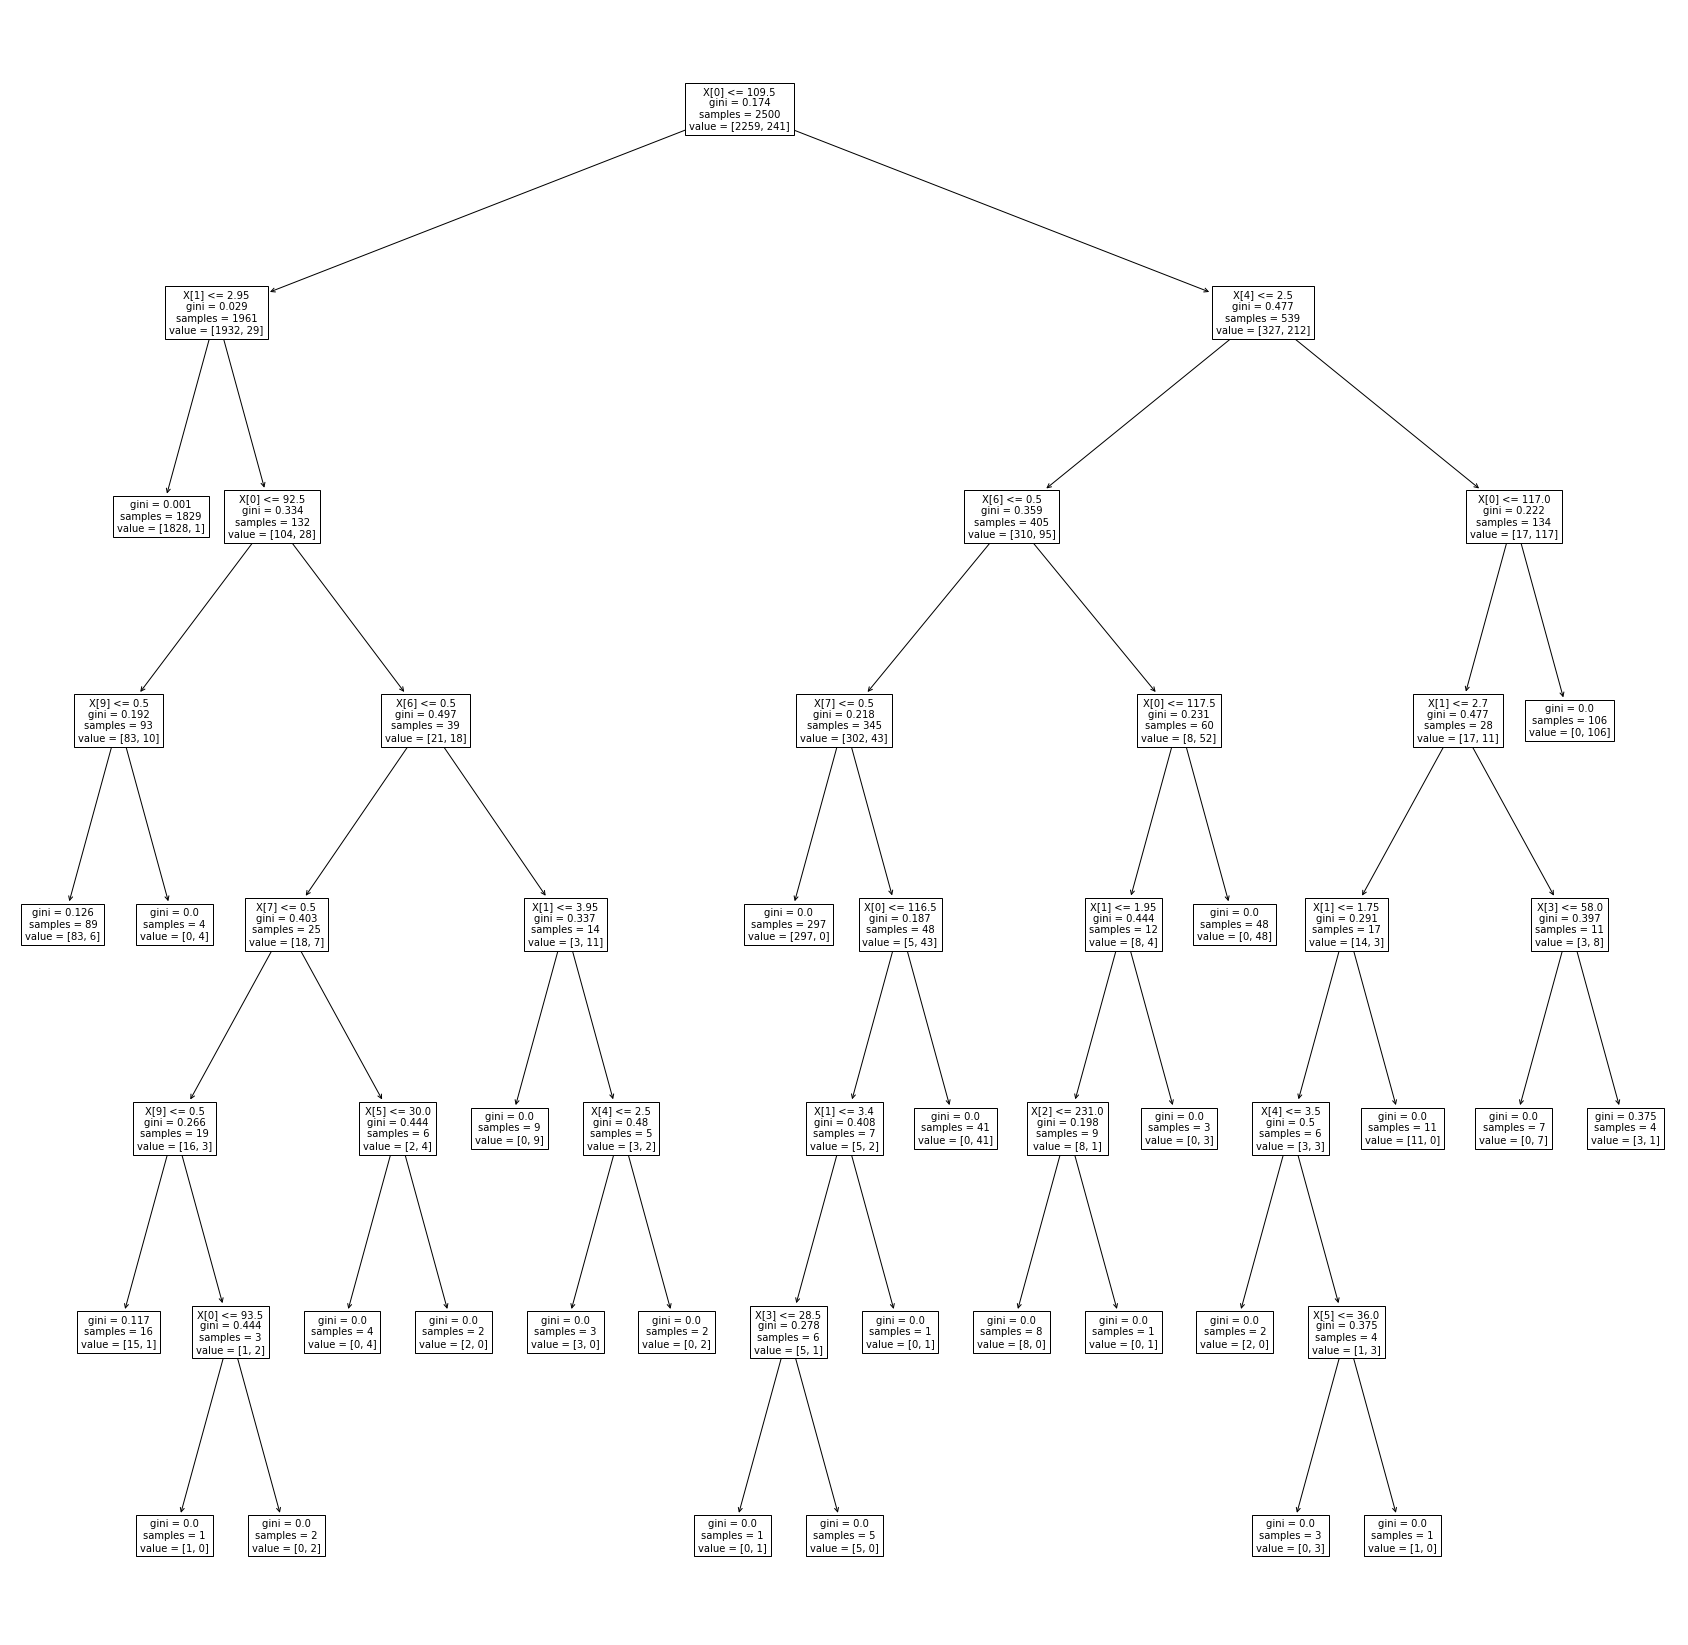 X[0] <= 109.5
gini = 0.174
samples = 2500
value = [2259, 241]
X[1] <= 2.95
gini = 0.029
samples = 1961
value = [1932, 29]
X[4] <= 2.5
gini = 0.477
samples = 539
value = [327, 212]
gini = 0.001
samples = 1829
value = [1828, 1]
X[0] <= 92.5
gini = 0.334
samples = 132
value = [104, 28]
X[6] <= 0.5
gini = 0.359
samples = 405
value = [310, 95]
X[0] <= 117.0
gini = 0.222
samples = 134
value = [17, 117]
X[9] <= 0.5
gini = 0.192
samples = 93
value = [83, 10]
X[6] <= 0.5
gini = 0.497
samples = 39
value = [21, 18]
X[7] <= 0.5
gini = 0.218
samples = 345
value = [302, 43]
X[0] <= 117.5
gini = 0.231
samples = 60
value = [8, 52]
X[1] <= 2.7
gini = 0.477
samples = 28
value = [17, 11]
gini = 0.0
samples = 106
value = [0, 106]
gini = 0.126
samples = 89
value = [83, 6]
gini = 0.0
samples = 4
value = [0, 4]
X[7] <= 0.5
gini = 0.403
samples = 25
value = [18, 7]
X[1] <= 3.95
gini = 0.337
samples = 14
value = [3, 11]
gini = 0.0
samples = 297
value = [297, 0]
X[0] <= 116.5
gini = 0.187
samples = 48
value = [5, 43]
X[1] <= 1.95
gini = 0.444
samples = 12
value = [8, 4]
gini = 0.0
samples = 48
value = [0, 48]
X[1] <= 1.75
gini = 0.291
samples = 17
value = [14, 3]
X[3] <= 58.0
gini = 0.397
samples = 11
value = [3, 8]
X[9] <= 0.5
gini = 0.266
samples = 19
value = [16, 3]
X[5] <= 30.0
gini = 0.444
samples = 6
value = [2, 4]
gini = 0.0
samples = 9
value = [0, 9]
X[4] <= 2.5
gini = 0.48
samples = 5
value = [3, 2]
X[1] <= 3.4
gini = 0.408
samples = 7
value = [5, 2]
gini = 0.0
samples = 41
value = [0, 41]
X[2] <= 231.0
gini = 0.198
samples = 9
value = [8, 1]
gini = 0.0
samples = 3
value = [0, 3]
X[4] <= 3.5
gini = 0.5
samples = 6
value = [3, 3]
gini = 0.0
samples = 11
value = [11, 0]
gini = 0.0
samples = 7
value = [0, 7]
gini = 0.375
samples = 4
value = [3, 1]
gini = 0.117
samples = 16
value = [15, 1]
X[0] <= 93.5
gini = 0.444
samples = 3
value = [1, 2]
gini = 0.0
samples = 4
value = [0, 4]
gini = 0.0
samples = 2
value = [2, 0]
gini = 0.0
samples = 3
value = [3, 0]
gini = 0.0
samples = 2
value = [0, 2]
X[3] <= 28.5
gini = 0.278
samples = 6
value = [5, 1]
gini = 0.0
samples = 1
value = [0, 1]
gini = 0.0
samples = 8
value = [8, 0]
gini = 0.0
samples = 1
value = [0, 1]
gini = 0.0
samples = 2
value = [2, 0]
X[5] <= 36.0
gini = 0.375
samples = 4
value = [1, 3]
gini = 0.0
samples = 1
value = [1, 0]
gini = 0.0
samples = 2
value = [0, 2]
gini = 0.0
samples = 1
value = [0, 1]
gini = 0.0
samples = 5
value = [5, 0]
gini = 0.0
samples = 3
value = [0, 3]
gini = 0.0
samples = 1
value = [1, 0]